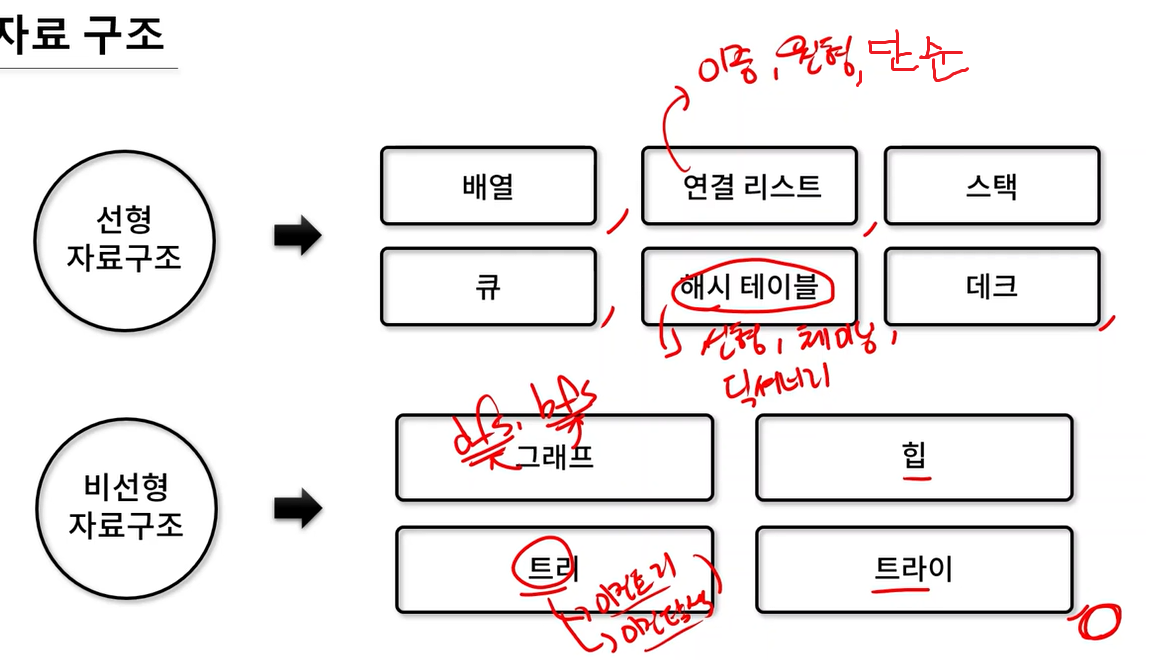 자료 구조
이중, 원형, 단순
선형
자료구조
배열
연결 리스트
스택
큐
해시 테이블
데크
선형, 체이닝,
딕셔너리
비선형
자료구조
dfs, bfs
그래프
힙
트리
트라이
이진트리
이진탐색